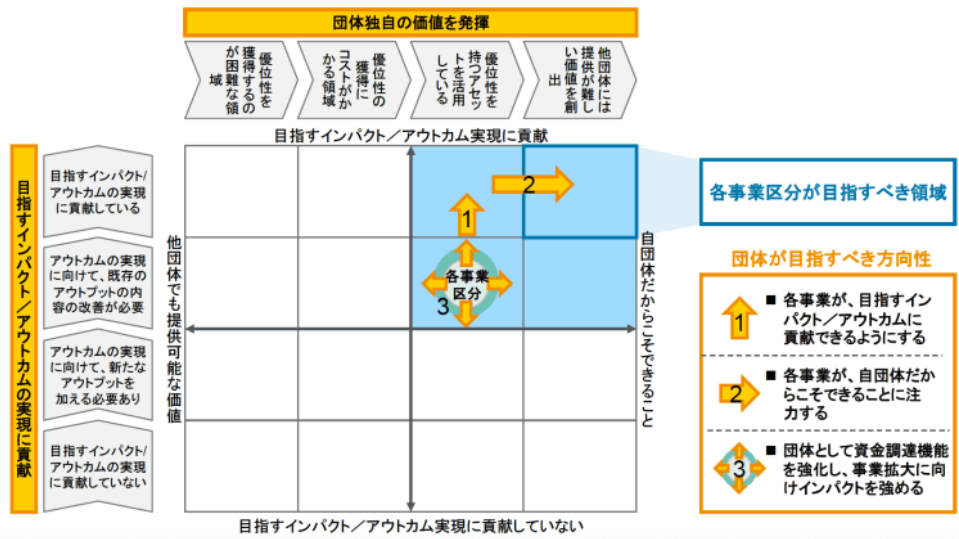 団体独自の価値を発揮
優位性を
獲得するの
が困難な領
域
優位性の
獲得に
コストがか
かる領域
優位性を
持つアセッ
トを活用
している
他団体には
提供が難し
い価値を創
出
目指すインパクト／アウトカム実現に貢献
目指すインパクト／アウトカムの実現に貢献
目指すインパクト/
アウトカムの実現
に貢献している
アウトカムの実現
に向けて、既存の
アウトプットの内
容の改善が必要
アウトカムの実現
に向けて、新たな
アウトプットを
加える必要あり
目指すインパクト/
アウトカムの実現
に貢献していない
他団体でも提供可能な価値
2
1
各事業
区分
3
自団体だからこそできること
目指すインパクト／アウトカム実現に貢献していない
各事業区分が目指すべき領域
団体が目指すべき方向性
1
■ 各事業が、目指すイン
パクト／アウトカムに
貢献できるようにする
2
■ 各事業が、自団体だか
らこそできることに注
力する
3
■ 団体として資金調達機能
を強化し、事業拡大に向
けインパクトを強める